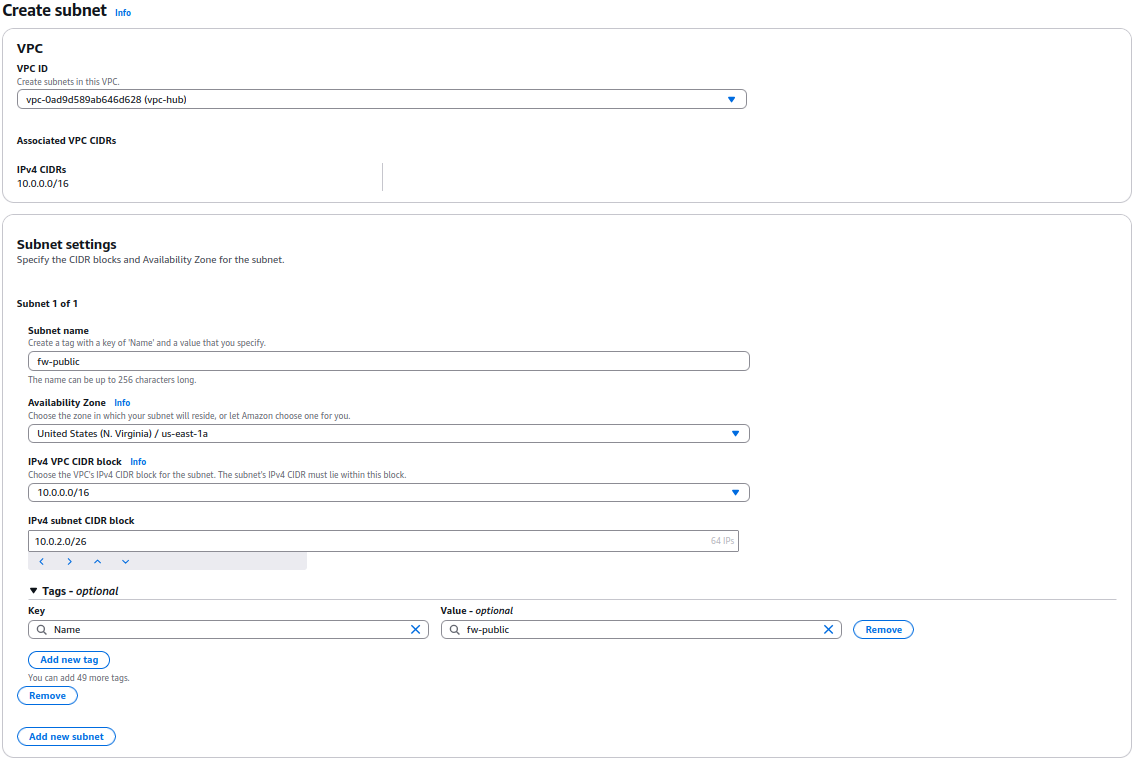 Create subnet Info
VPC
VPC ID
Create subnets in this VPC.
vpc-0ad9d589ab646d628 (vpc-hub)
Associated VPC CIDRs
IPv4 CIDRs
10.0.0.0/16
Subnet settings
Specify the CIDR blocks and Availability Zone for the subnet.
Subnet 1 of 1
Subnet name
Create a tag with a key of 'Name' and a value that you specify.
fw-public
The name can be up to 256 characters long.
Availability Zone Info
Choose the zone in which your subnet will reside, or let Amazon choose one for you.
United States (N. Virginia) / us-east-1a
IPv4 VPC CIDR block Info
Choose the VPC's IPv4 CIDR block for the subnet. The subnet's IPv4 CIDR must lie within this block.
10.0.0.0/16
IPv4 subnet CIDR block
10.0.2.0/26 64 IPs
Tags - optional
Key Value - optional
Name fw-public Remove
Add new tag
You can add 49 more tags.
Remove
Add new subnet